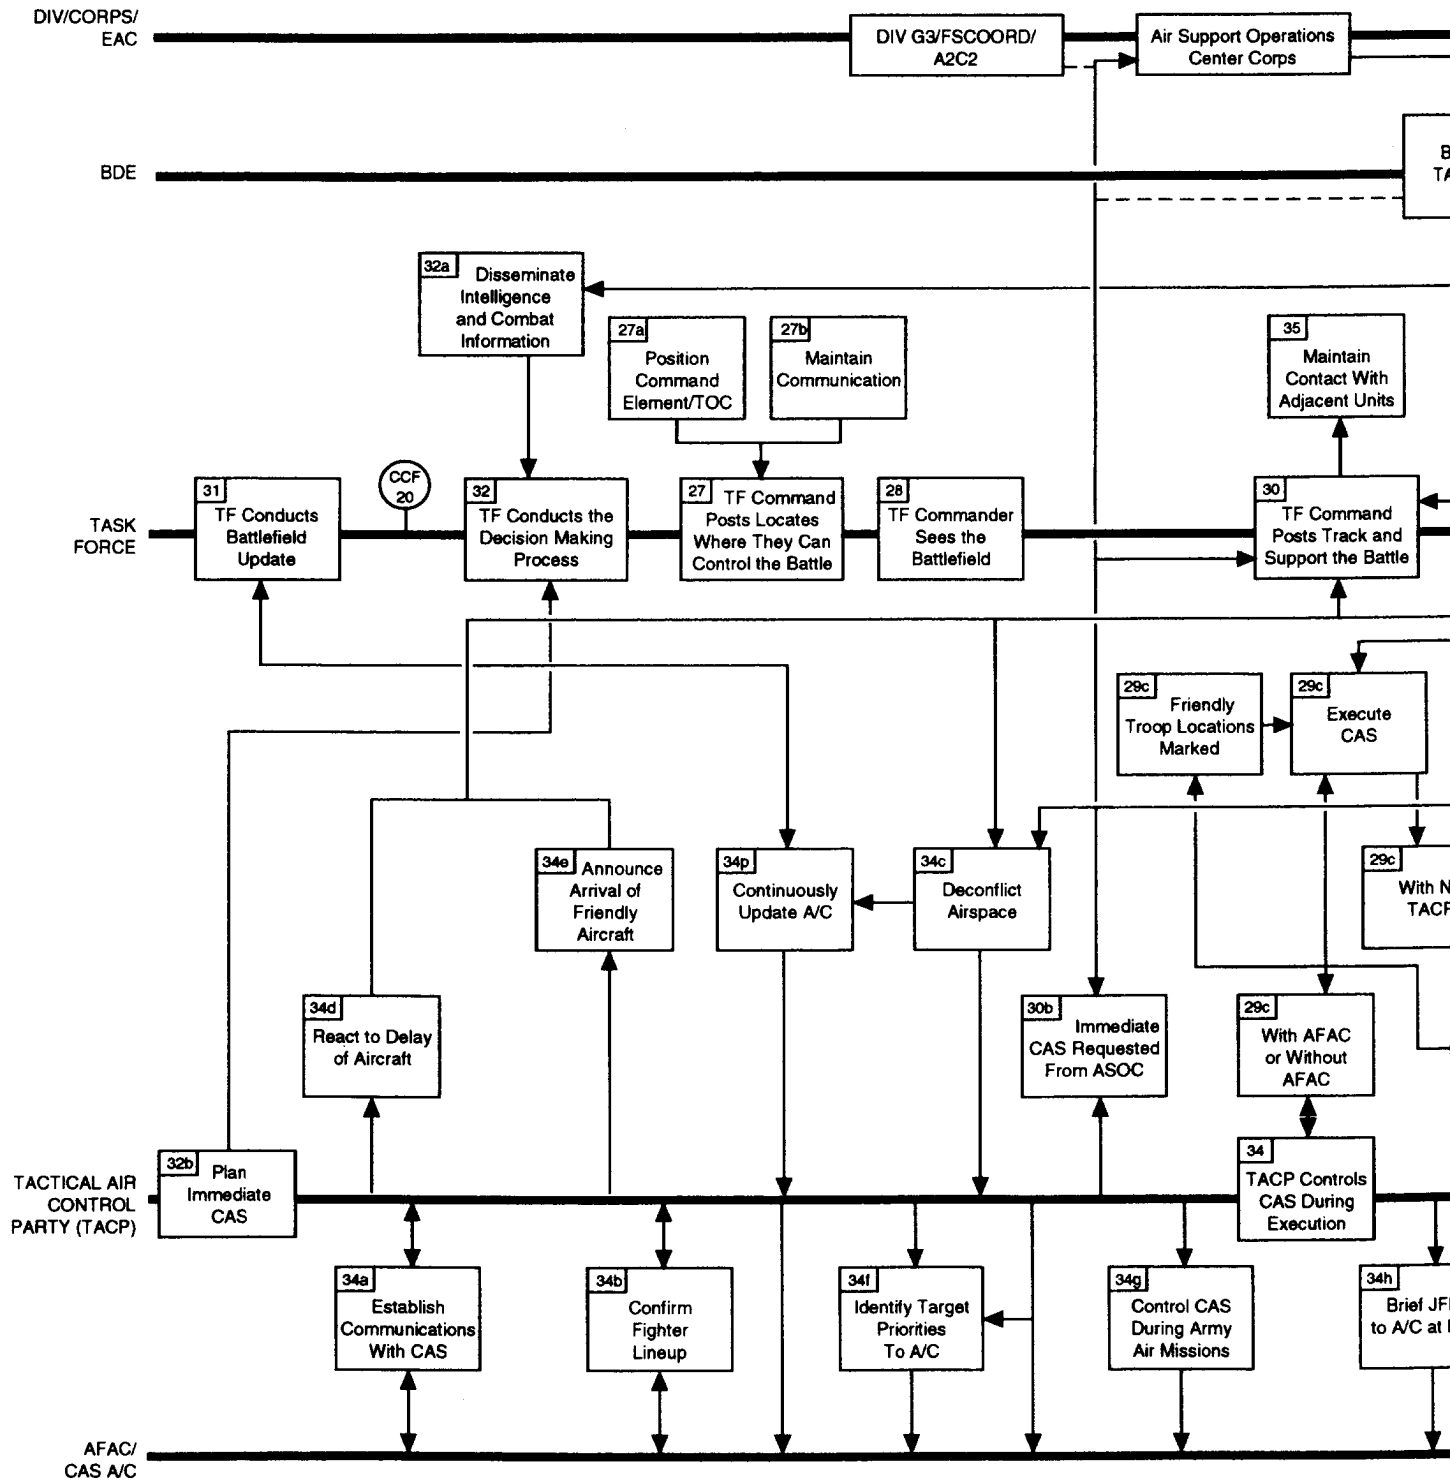 DIV/CORPS/
EAC
DIV G3/FSCOORD/
A2C2
Air Support Operations
Center Corps
BDE
B
TA
32a
Disseminate
Intelligence
and Combat
Information
27a
Position
Command
Element/TOC
27b
Maintain
Communication
35
Maintain
Contact With
Adjacent Units
TASK
FORCE
31
TF Conducts
Battlefield
Update
CCF
20
32
TF Conducts the
Decision Making
Process
27
TF Command
Posts Locates
Where They Can
Control the Battle
28
TF Commander
Sees the
Battlefield
30
TF Command
Posts Track and
Support the Battle
29c
Friendly
Troop Locations
Marked
29c
Execute
CAS
34e
Announce
Arrival of
Friendly
Aircraft
34p
Continuously
Update A/C
34c
Deconflict
Airspace
29c
With N
TACP
34d
React to Delay
of Aircraft
30b
Immediate
CAS Requested
From ASOC
29c
With AFAC
or Without
AFAC
TACTICAL AIR
CONTROL
PARTY (TACP)
32b
Plan
Immediate
CAS
34
TACP Controls
CAS During
Execution
34a
Establish
Communications
With CAS
34b
Confirm
Fighter
Lineup
34f
Identify Target
Priorities
To A/C
34g
Control CAS
During Army
Air Missions
34h
Brief JF
to A/C at
AFAC/
CAS A/C